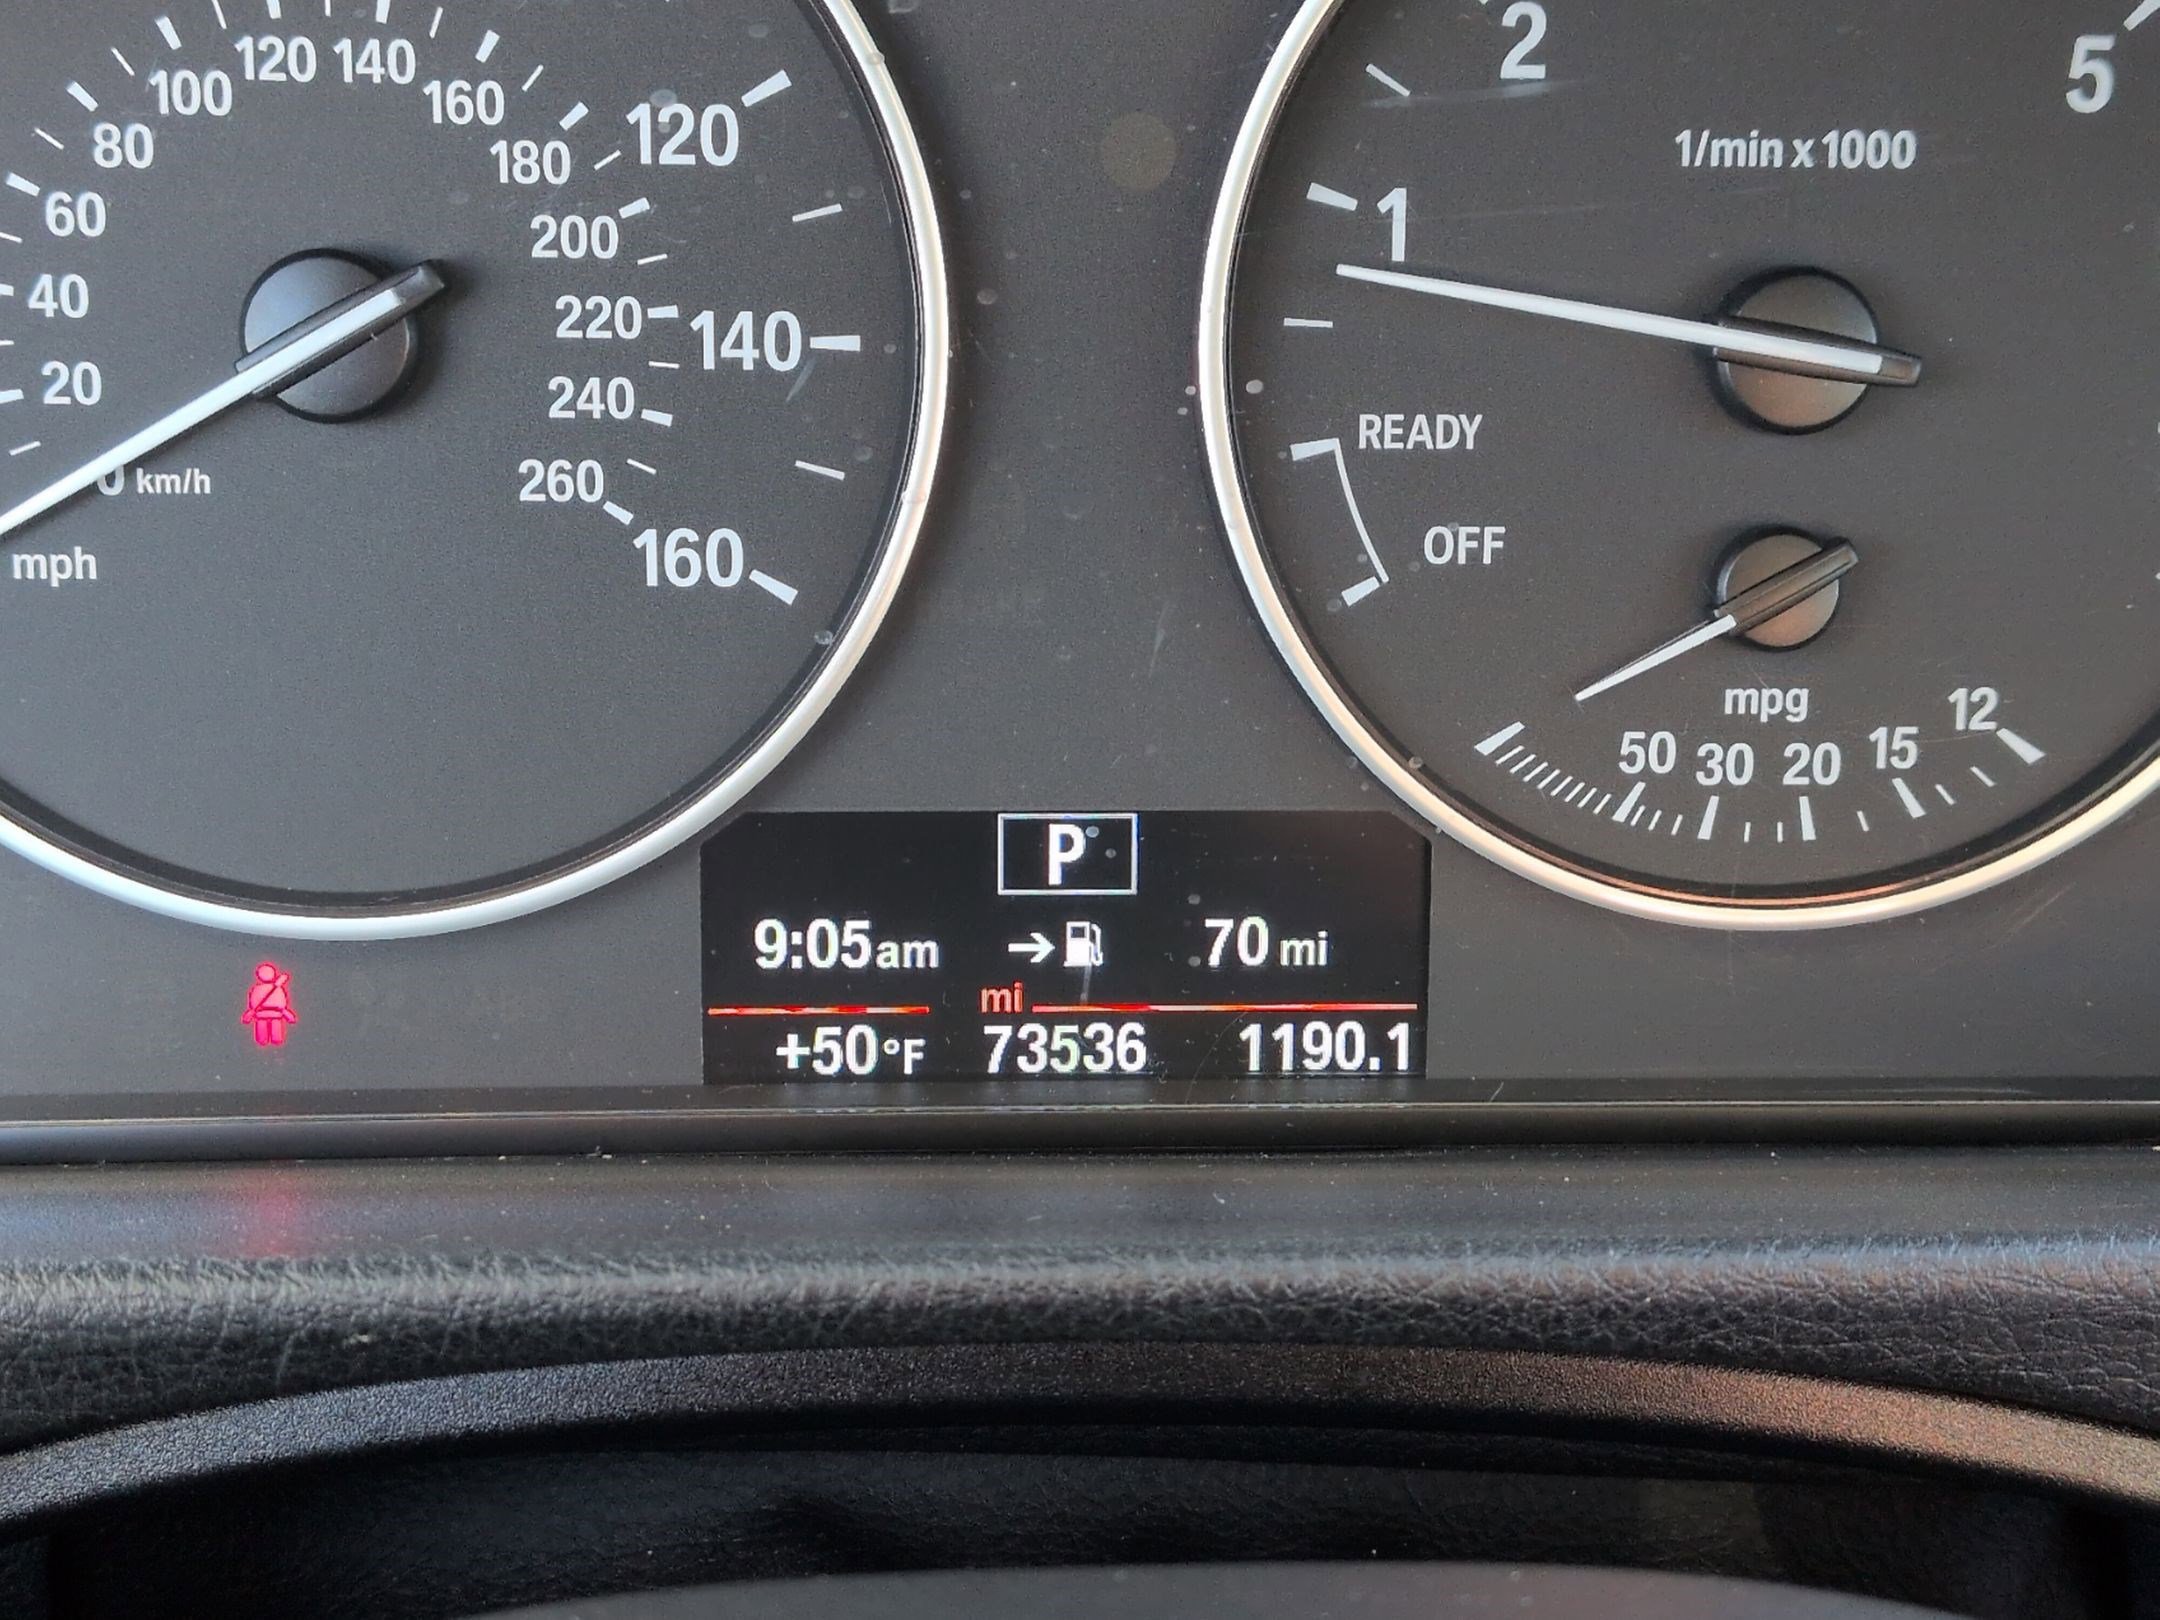 120 140
100 160
80 180
60 200
40 220
20 240
km/h 260
mph
120
140
160
1
2
5
1/min x 1000
READY
OFF
mpg
50 30 20 15 12
P
9:05am 70 mi
mi
+50°F 73536 1190.1